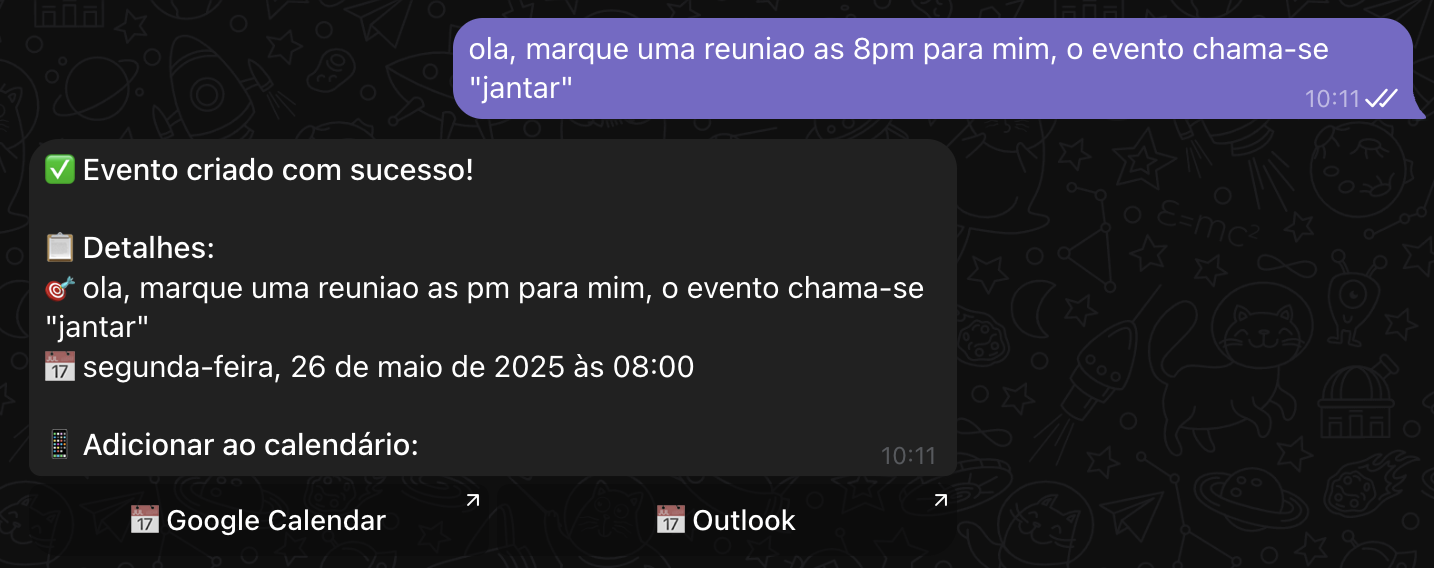 ola, marque uma reuniao as 8pm para mim, o evento chama-se
"jantar"
10:11
✅ Evento criado com sucesso!
📋 Detalhes:
🎯 ola, marque uma reuniao as pm para mim, o evento chama-se
"jantar"
📅 segunda-feira, 26 de maio de 2025 às 08:00
📱 Adicionar ao calendário:
10:11
📅 Google Calendar
📅 Outlook
E=mc²